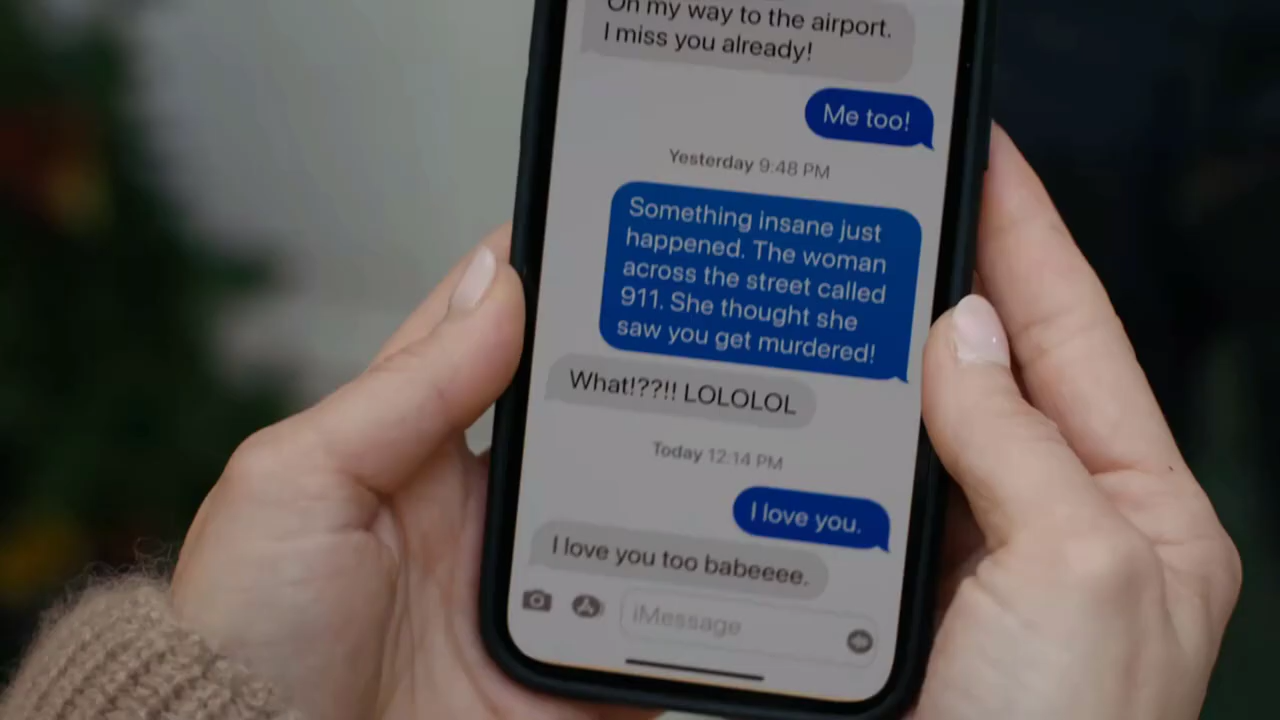 On my way to the airport.
I miss you already!
Me too!
Yesterday 9:48 PM
Something insane just
happened. The woman
across the street called
911. She thought she
saw you get murdered!
What!??!! LOLOLOL
Today 12:14 PM
I love you.
I love you too babeeee.
iMessage